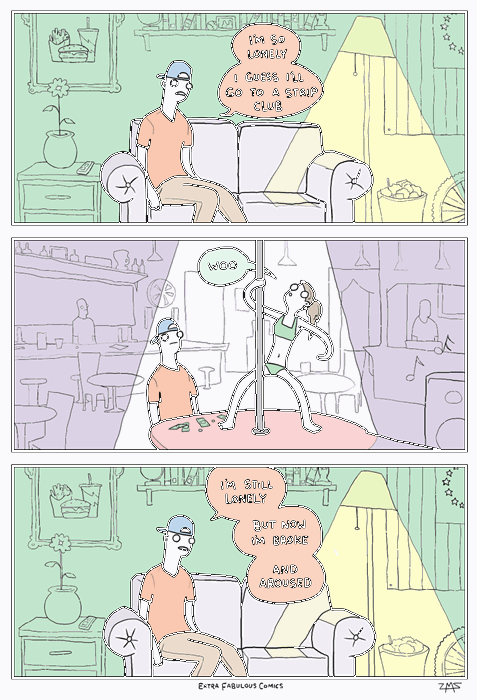 I'M SO
LONELY
I GUESS I'LL
GO TO A STRIP
CLUB
WOO
I'M STILL
LONELY
BUT NOW
I'M BROKE
AND
AROUSED
EXTRA FABULOUS COMICS
ZMS